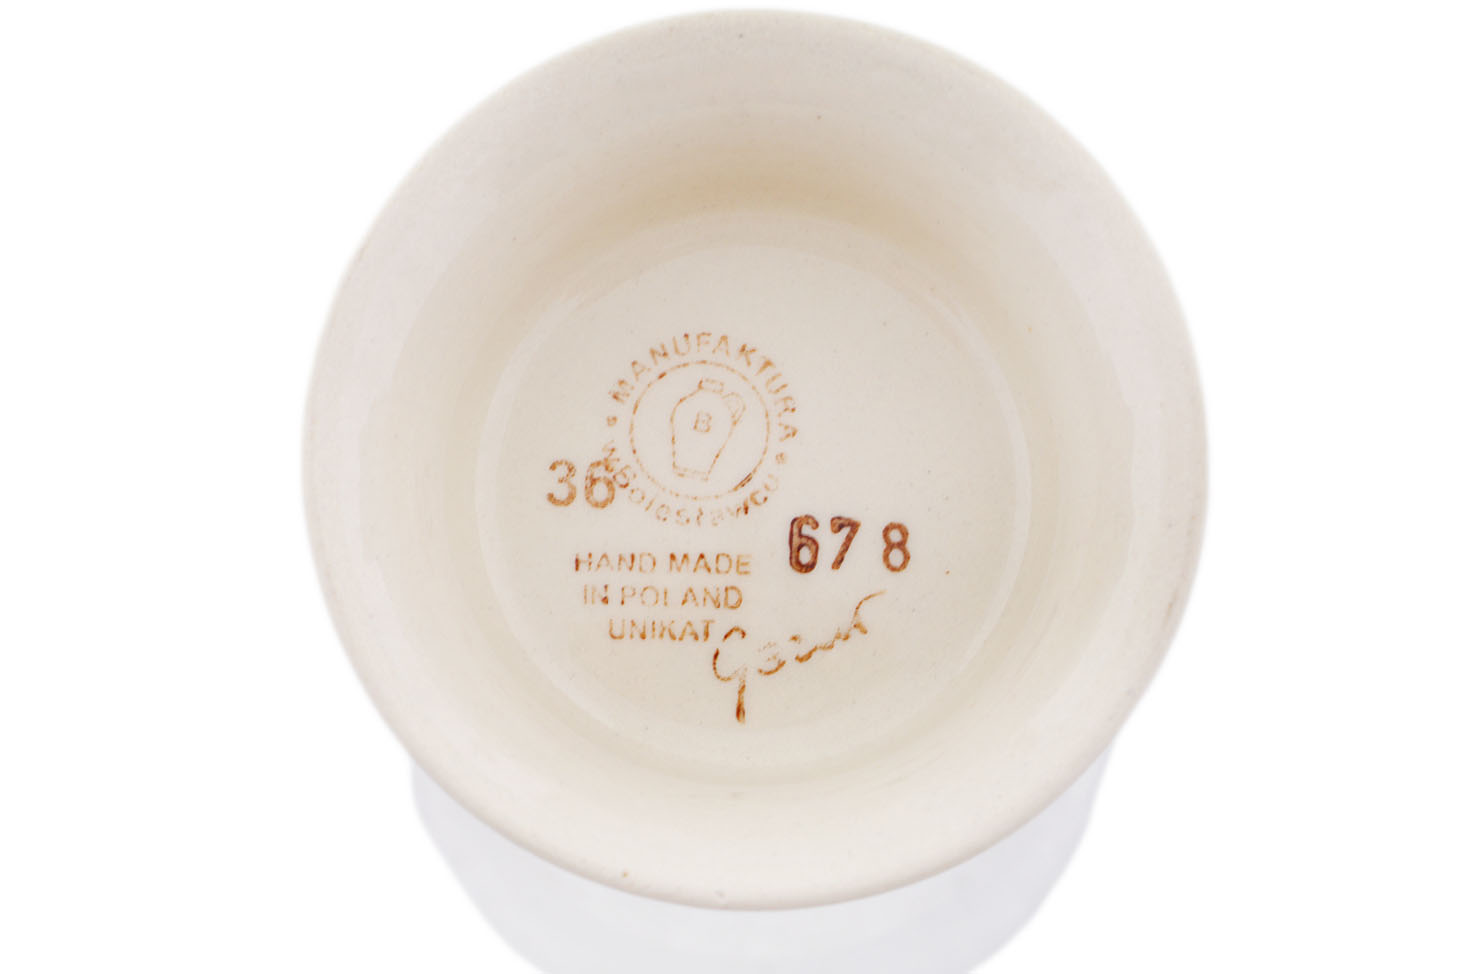 MANUFAKTURA
B
w Bolesławcu
36
678
HAND MADE
IN POLAND
UNIKAT